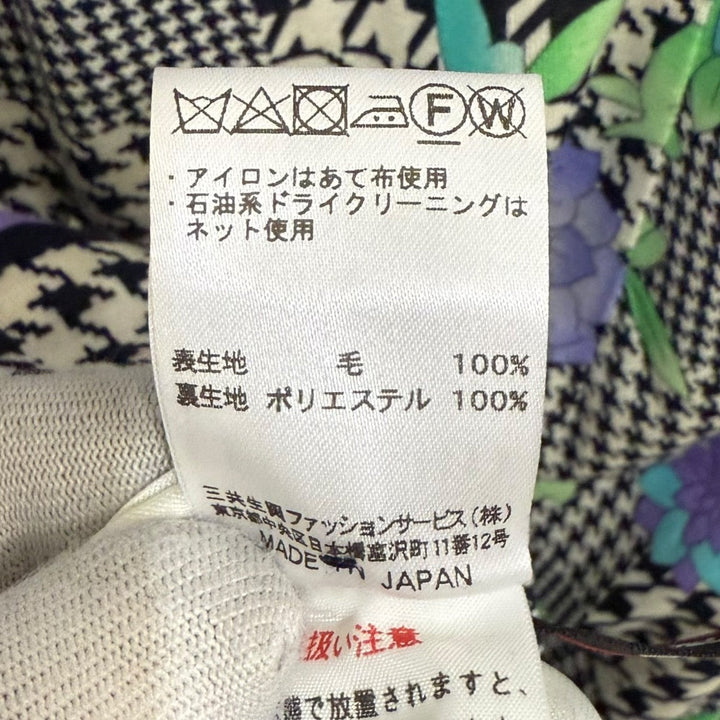 F W
・アイロンはあて布使用
・石油系ドライクリーニングは
ネット使用
表生地 毛 100%
裏生地 ポリエステル 100%
三共生興ファッションサービス(株)
東京都中央区日本橋富沢町11番12号
MADE IN JAPAN
扱い注意
態で放置されますと、